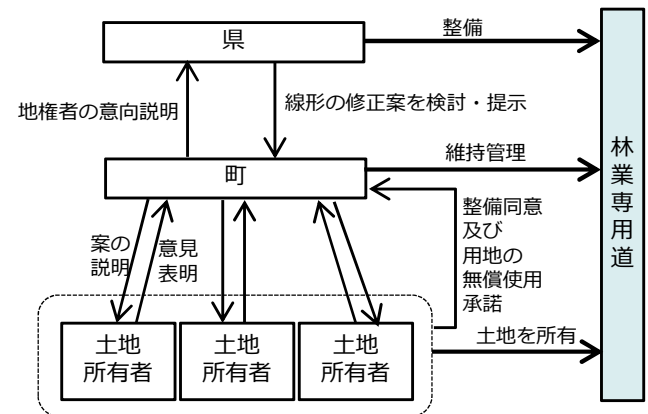 県
整備
地権者の意向説明
線形の修正案を検討・提示
町
維持管理
林業専用道
案の
説明
意見
表明
整備同意
及び
用地の
無償使用
承諾
土地
所有者
土地
所有者
土地
所有者
土地を所有